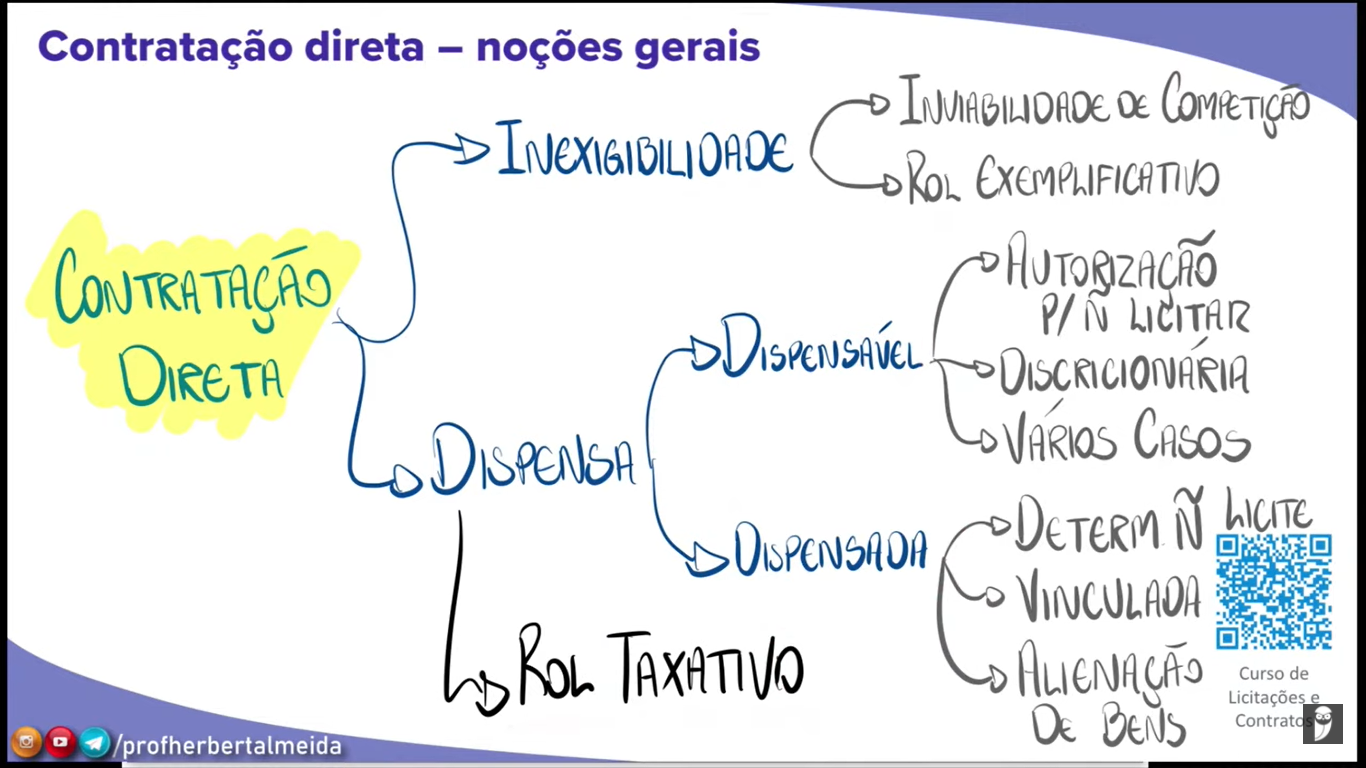 Contratação direta – noções gerais
INEXIGIBILIDADE
INVIABILIDADE DE COMPETIÇÃO
ROL EXEMPLIFICATIVO
CONTRATAÇÃO
DIRETA
DISPENSA
DISPENSÁVEL
AUTORIZAÇÃO
P/ Ñ LICITAR
DISCRICIONÁRIA
VÁRIOS CASOS
DISPENSADA
DETERM. Ñ LICITE
VINCULADA
ALIENAÇÃO
DE BENS
ROL TAXATIVO
Curso de
Licitações e
Contratos
/profherbertalmeida